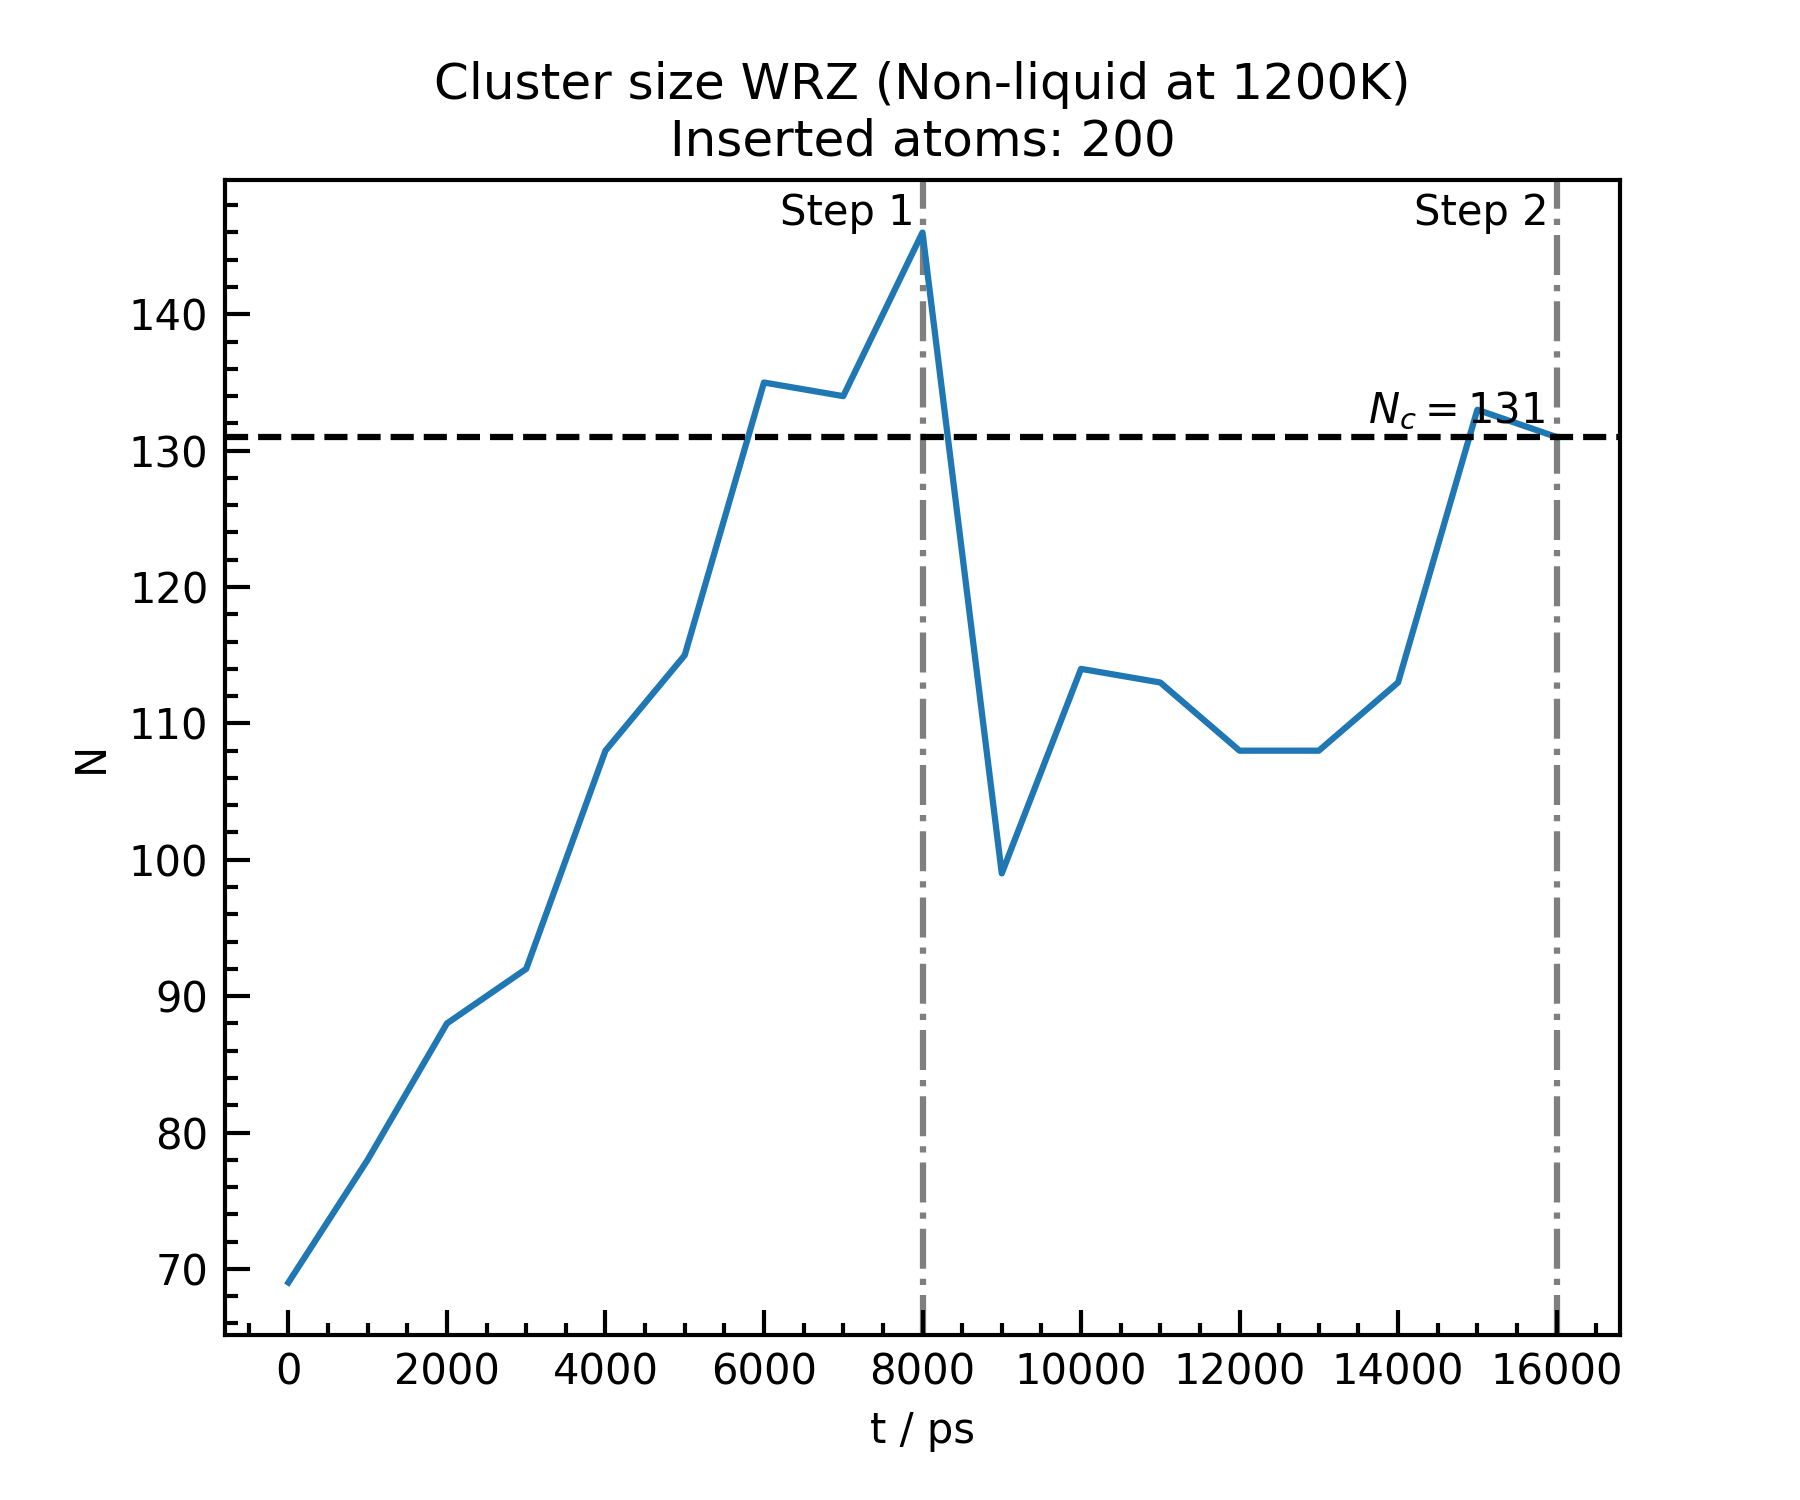 Cluster size WRZ (Non-liquid at 1200K)
Inserted atoms: 200
Step 1
Step 2
N_c = 131
140
130
120
110
100
90
80
70
N
0 2000 4000 6000 8000 10000 12000 14000 16000
t / ps